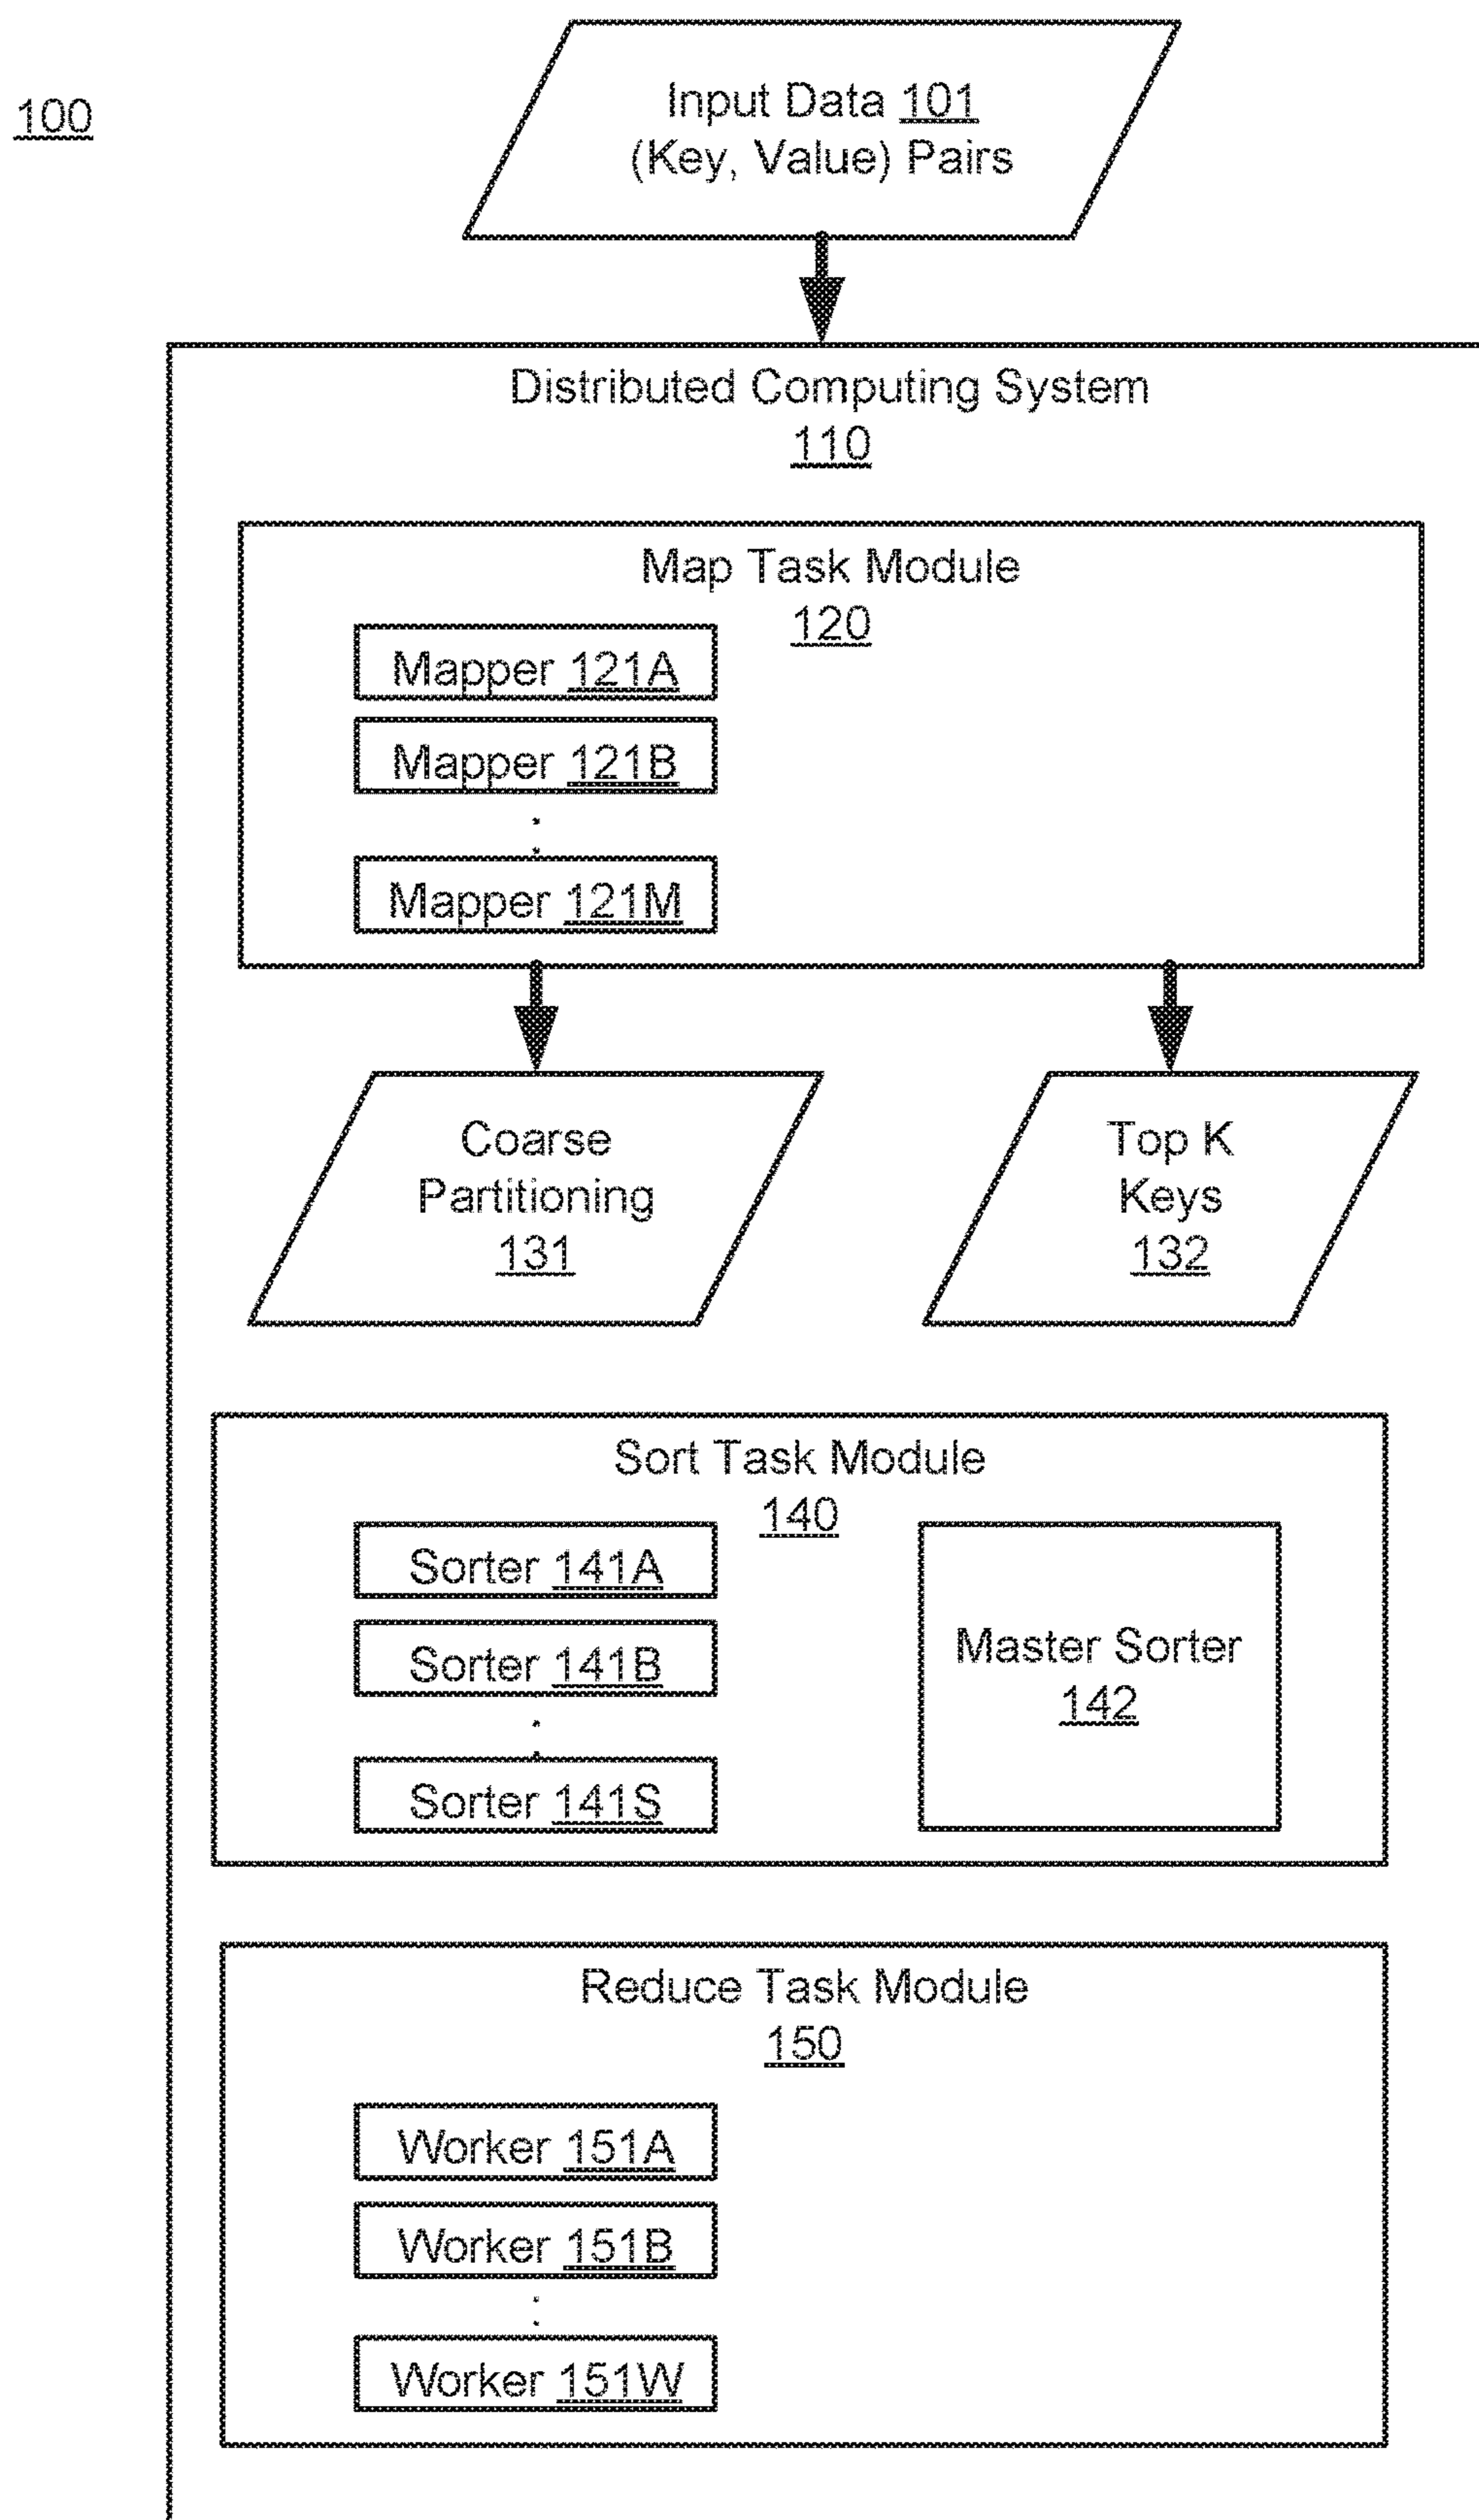 100
Input Data 101
(Key, Value) Pairs
Distributed Computing System
110
Map Task Module
120
Mapper 121A
Mapper 121B
Mapper 121M
Coarse
Partitioning
131
Top K
Keys
132
Sort Task Module
140
Sorter 141A
Sorter 141B
Sorter 141S
Master Sorter
142
Reduce Task Module
150
Worker 151A
Worker 151B
Worker 151W